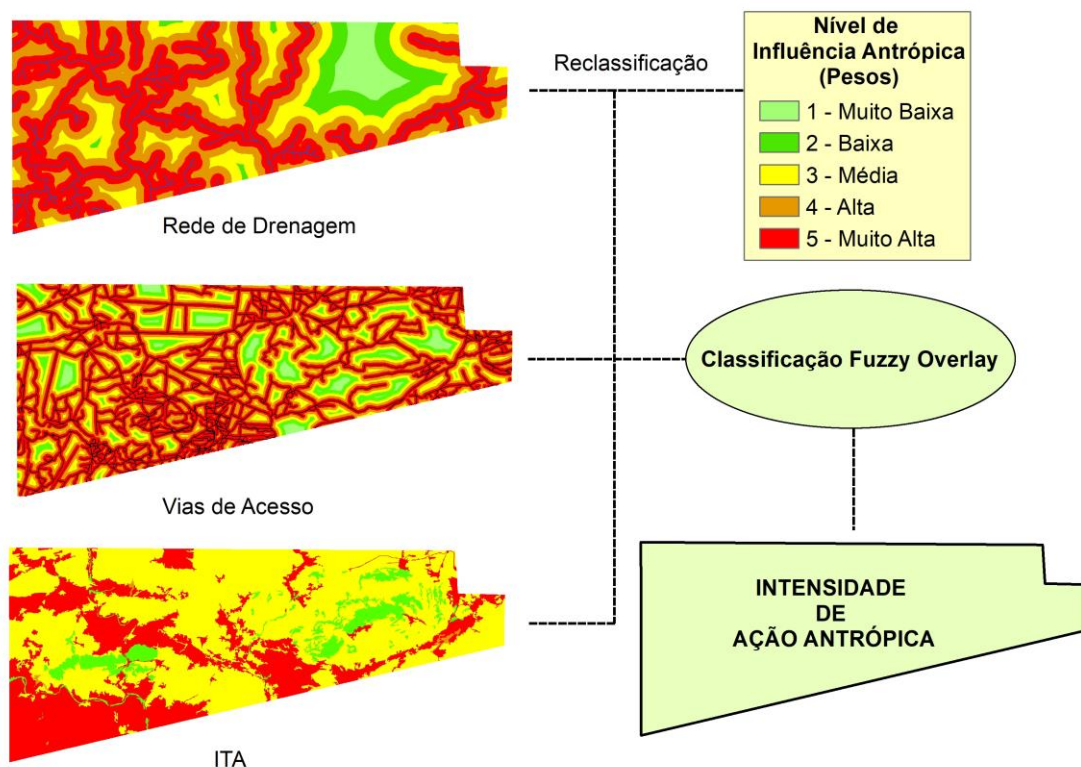 Rede de Drenagem
Vias de Acesso
ITA
Reclassificação
Nível de
Influência Antrópica
(Pesos)
1 - Muito Baixa
2 - Baixa
3 - Média
4 - Alta
5 - Muito Alta
Classificação Fuzzy Overlay
INTENSIDADE
DE
AÇÃO ANTRÓPICA